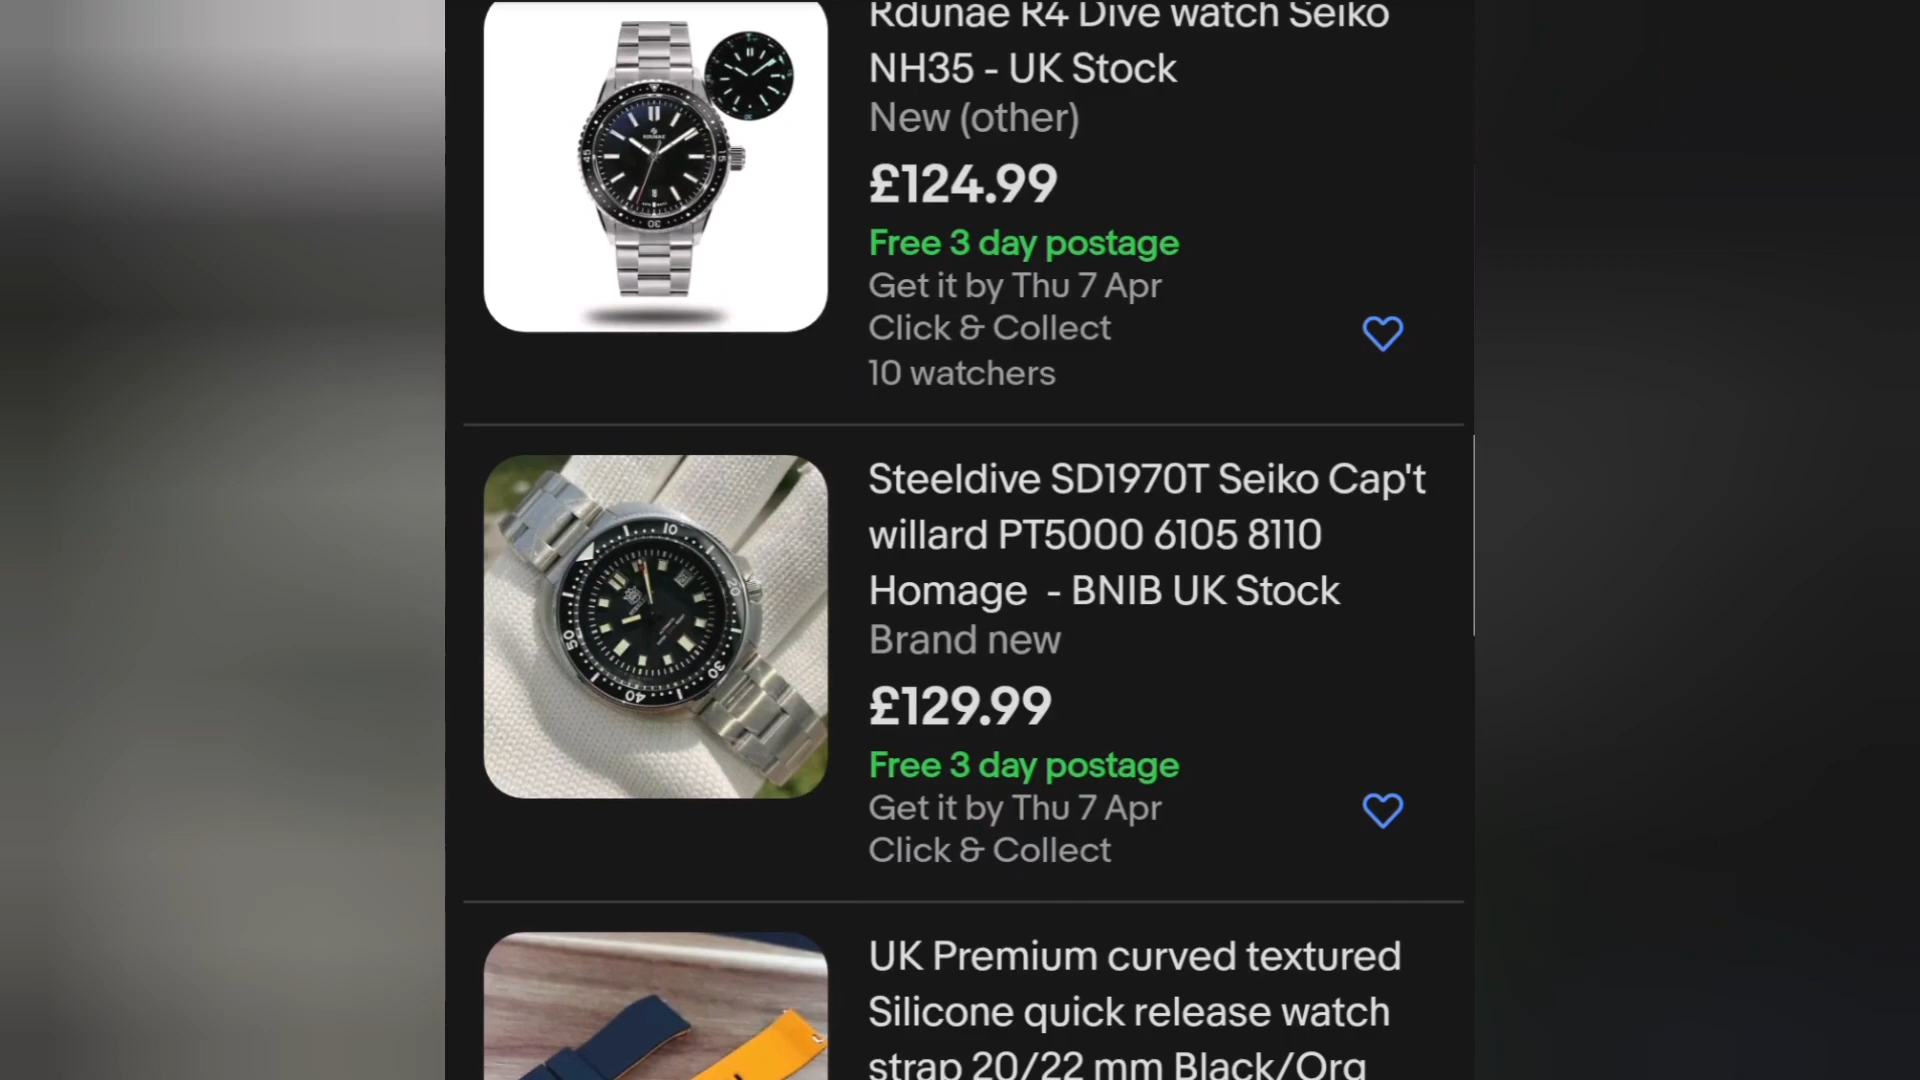 Rdunae R4 Dive watch Seiko
NH35 - UK Stock
New (other)
£124.99
Free 3 day postage
Get it by Thu 7 Apr
Click & Collect
10 watchers
Steeldive SD1970T Seiko Cap't
willard PT5000 6105 8110
Homage - BNIB UK Stock
Brand new
£129.99
Free 3 day postage
Get it by Thu 7 Apr
Click & Collect
UK Premium curved textured
Silicone quick release watch
strap 20/22 mm Black/Org